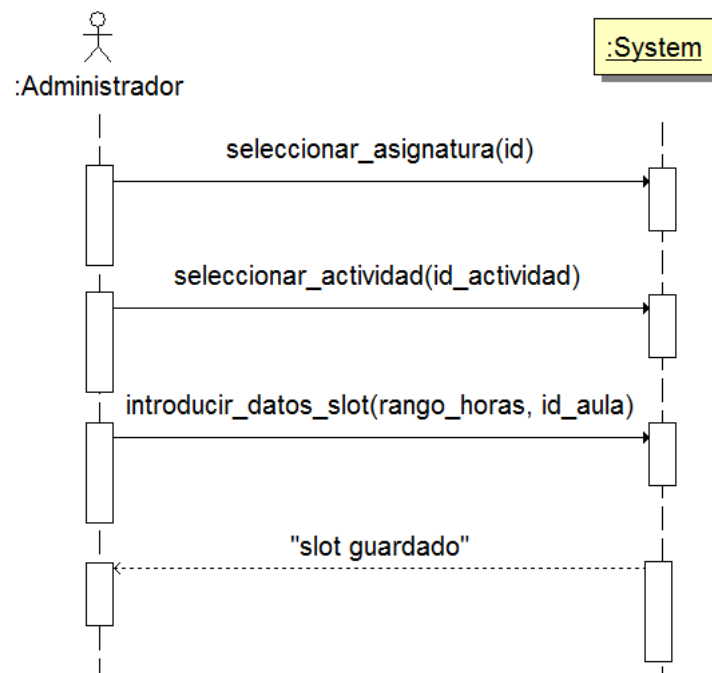 :Administrador
:System
seleccionar_asignatura(id)
seleccionar_actividad(id_actividad)
introducir_datos_slot(rango_horas, id_aula)
"slot guardado"